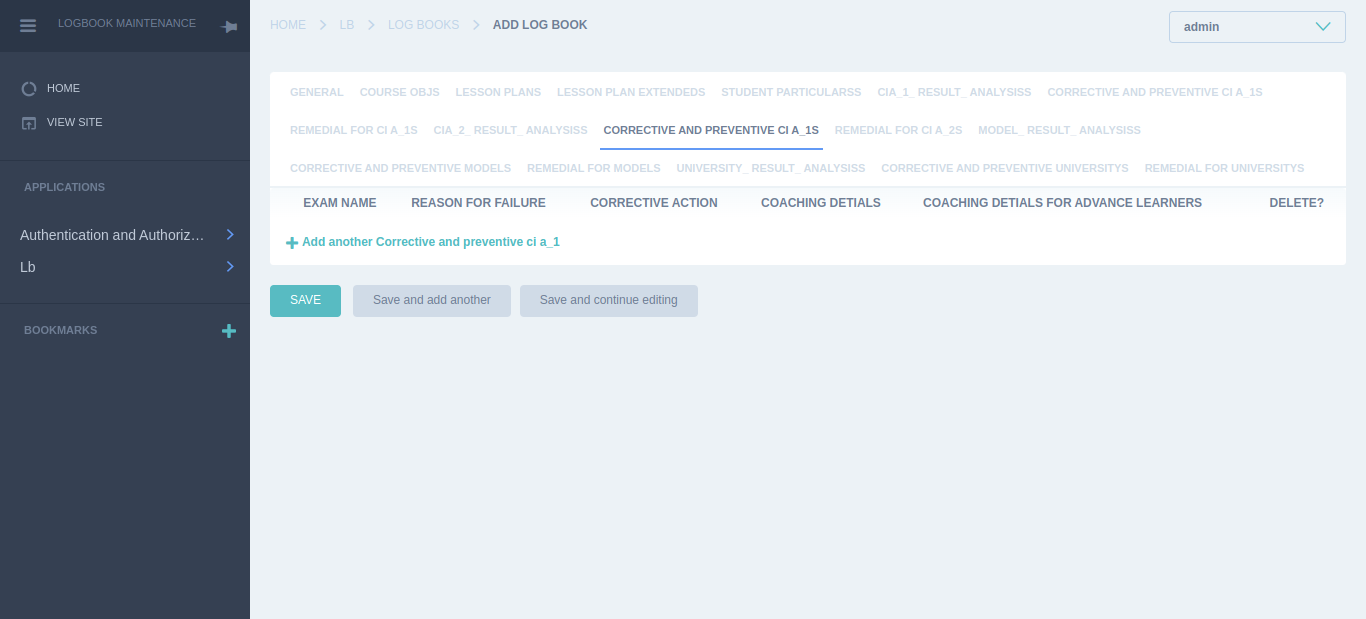 LOGBOOK MAINTENANCE
HOME
VIEW SITE
APPLICATIONS
Authentication and Authoriz…
Lb
BOOKMARKS
HOME LB LOG BOOKS ADD LOG BOOK
admin
GENERAL COURSE OBJS LESSON PLANS LESSON PLAN EXTENDEDS STUDENT PARTICULARSS CIA_1_ RESULT_ ANALYSISS CORRECTIVE AND PREVENTIVE CI A_1S
REMEDIAL FOR CI A_1S CIA_2_ RESULT_ ANALYSISS CORRECTIVE AND PREVENTIVE CI A_1S REMEDIAL FOR CI A_2S MODEL_ RESULT_ ANALYSISS
CORRECTIVE AND PREVENTIVE MODELS REMEDIAL FOR MODELS UNIVERSITY_ RESULT_ ANALYSISS CORRECTIVE AND PREVENTIVE UNIVERSITYS REMEDIAL FOR UNIVERSITYS
EXAM NAME REASON FOR FAILURE CORRECTIVE ACTION COACHING DETIALS COACHING DETIALS FOR ADVANCE LEARNERS DELETE?
Add another Corrective and preventive ci a_1
SAVE Save and add another Save and continue editing